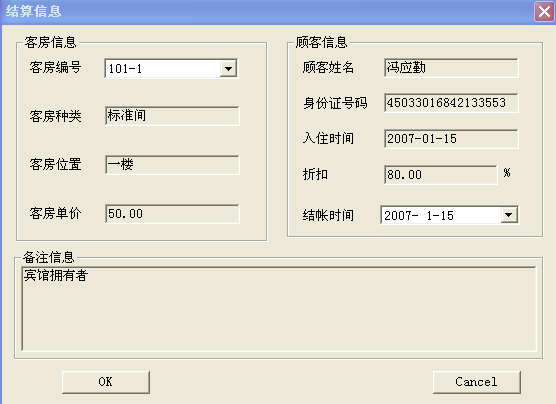 结算信息
客房信息
客房编号 101-1
客房种类 标准间
客房位置 一楼
客房单价 50.00
顾客信息
顾客姓名 冯应勤
身份证号码 45033016842133553
入住时间 2007-01-15
折扣 80.00 %
结帐时间 2007- 1-15
备注信息
宾馆拥有者
OK Cancel